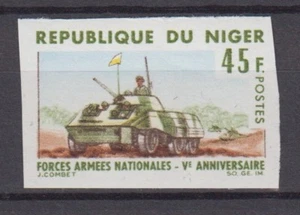 REPUBLIQUE DU NIGER
45 F.
POSTES
FORCES ARMEES NATIONALES - Vᴱ ANNIVERSAIRE
J. COMBET
SO. GE. IM